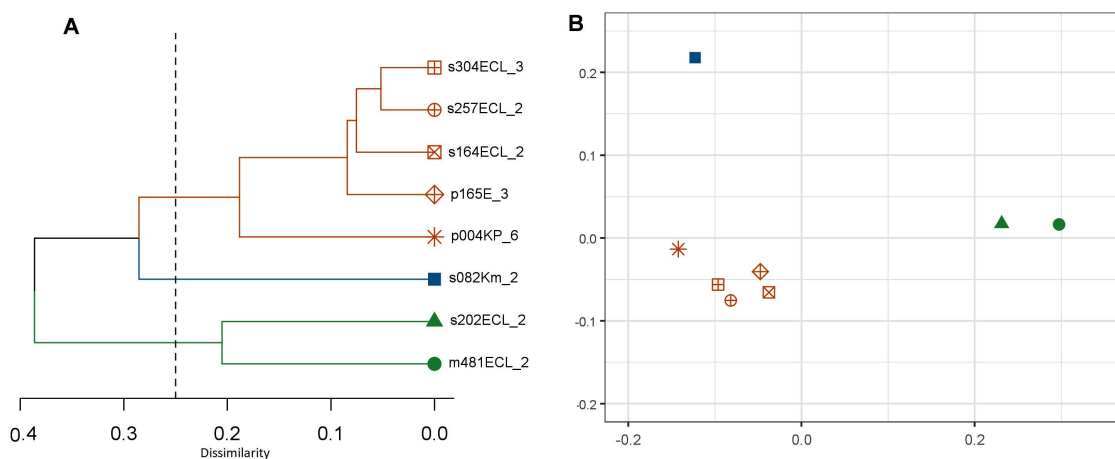 A
s304ECL_3
s257ECL_2
s164ECL_2
p165E_3
p004KP_6
s082Km_2
s202ECL_2
m481ECL_2
0.4 0.3 0.2 0.1 0.0
Dissimilarity
B
0.2
0.1
0.0
-0.1
-0.2
-0.2 0.0 0.2